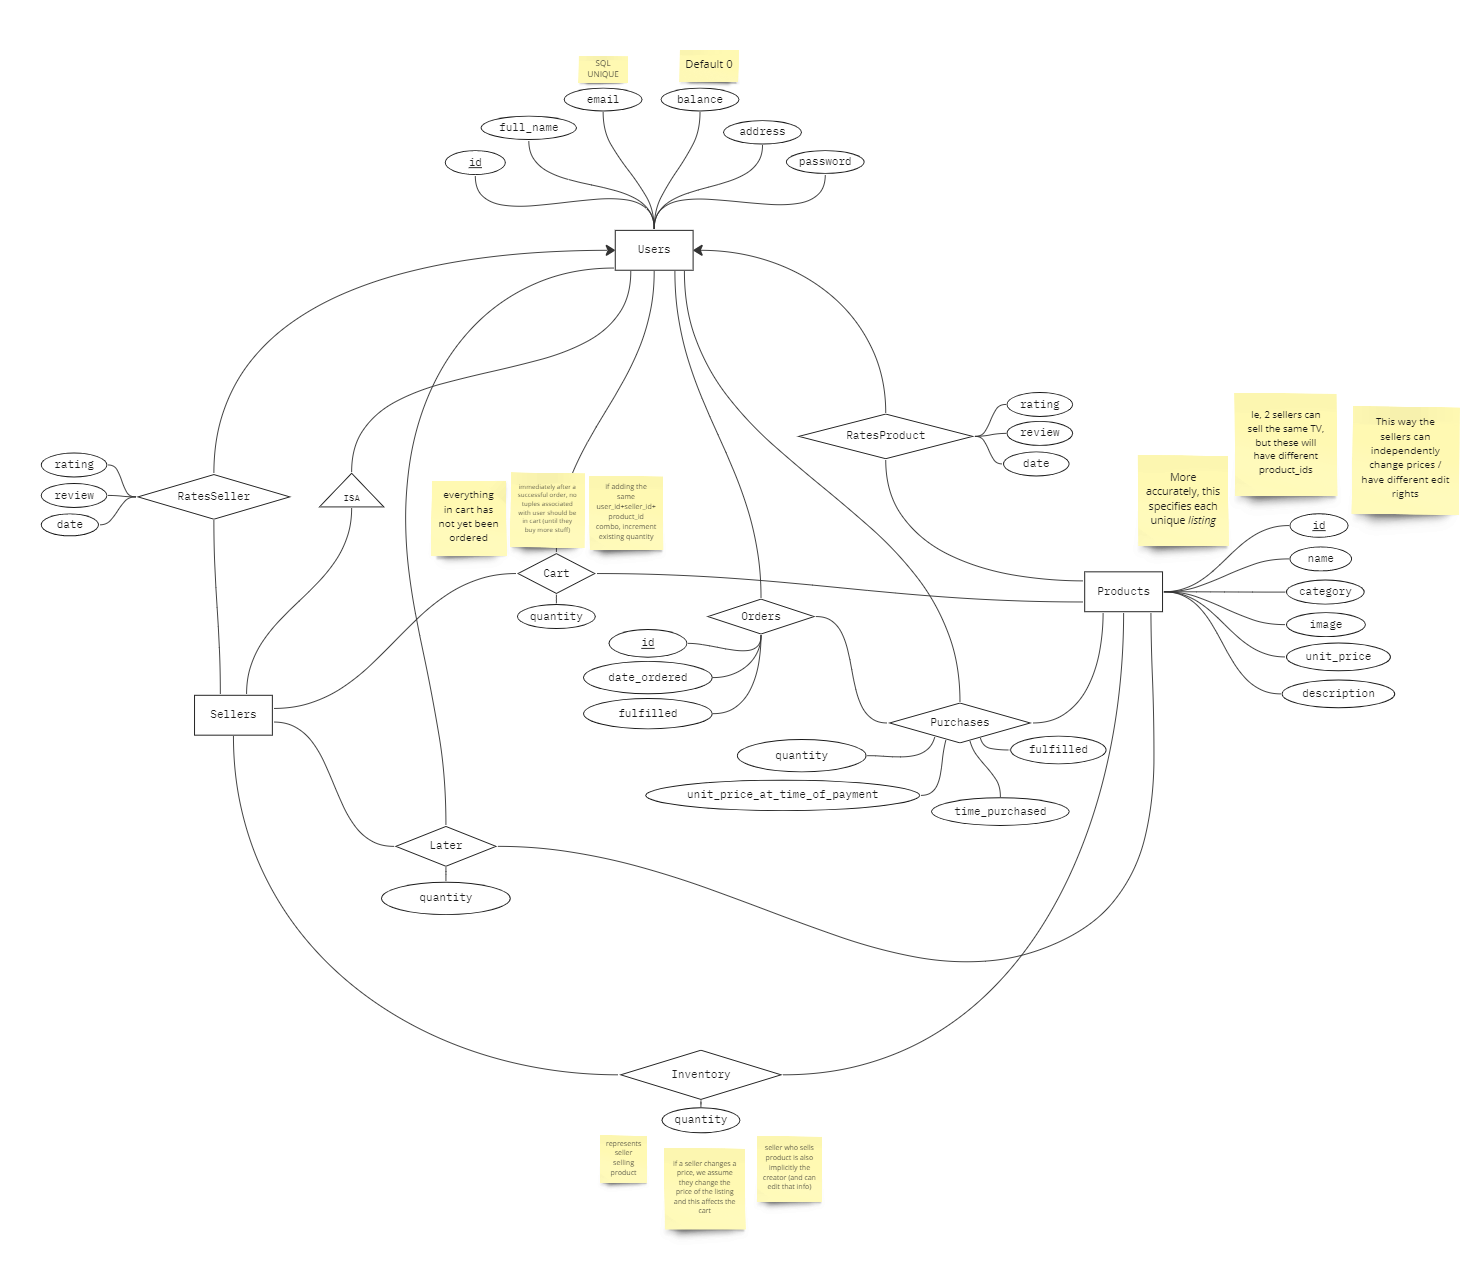 SQL
UNIQUE
Default 0
email
balance
full_name
address
id
password
Users
rating
review
date
RatesProduct
Ie, 2 sellers can
sell the same TV,
but these will
have different
product_ids
This way the
sellers can
independently
change prices /
have different edit
rights
More
accurately, this
specifies each
unique listing
rating
review
date
RatesSeller
ISA
everything
in cart has
not yet been
ordered
immediately after a
successful order, no
tuples associated
with user should be
in cart (until they
buy more stuff)
If adding the
same
user_id+seller_id+
product_id
combo, increment
existing quantity
Cart
quantity
id
name
category
image
unit_price
description
Products
Orders
id
date_ordered
fulfilled
Sellers
Purchases
quantity
fulfilled
unit_price_at_time_of_payment
time_purchased
Later
quantity
Inventory
quantity
represents
seller
selling
product
if a seller changes a
price, we assume
they change the
price of the listing
and this affects the
cart
seller who sells
product is also
implicitly the
creator (and can
edit that info)